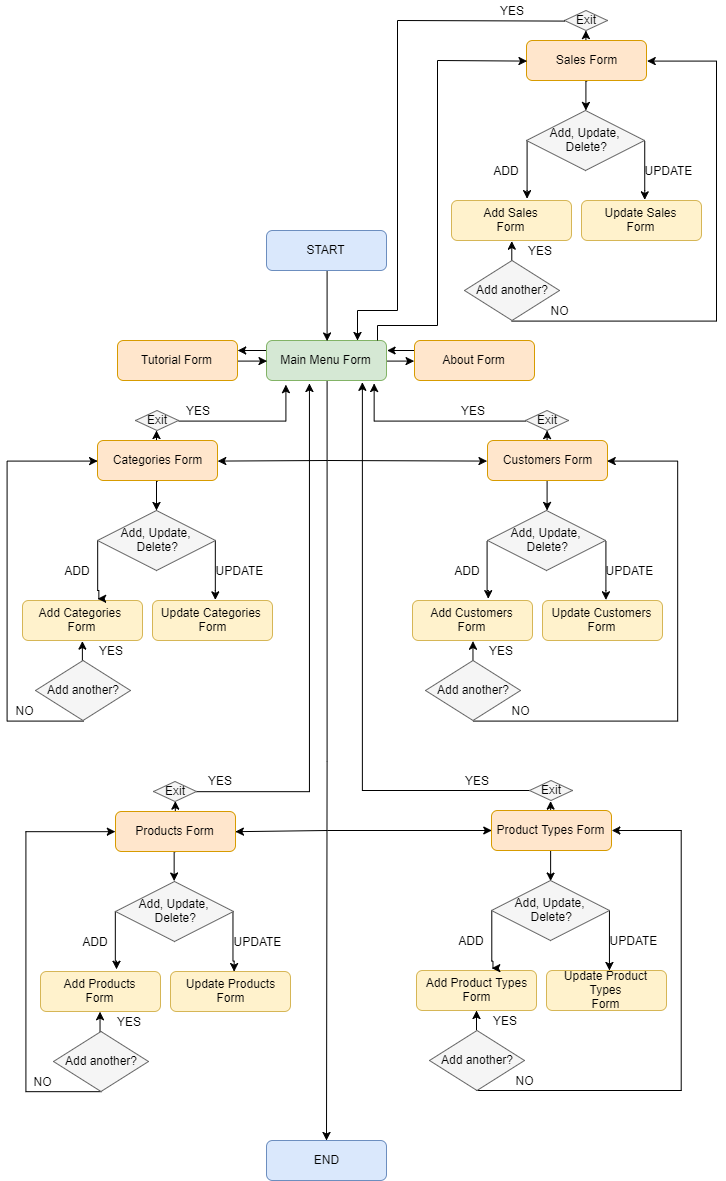 YES
Exit
Sales Form
Add, Update,
Delete?
ADD
UPDATE
Add Sales
Form
Update Sales
Form
YES
Add another?
NO
START
Tutorial Form
Main Menu Form
About Form
Exit
YES
Categories Form
Add, Update,
Delete?
ADD
UPDATE
Add Categories
Form
Update Categories
Form
YES
Add another?
NO
YES
Exit
Customers Form
Add, Update,
Delete?
ADD
UPDATE
Add Customers
Form
Update Customers
Form
YES
Add another?
NO
Exit
YES
Products Form
Add, Update,
Delete?
ADD
UPDATE
Add Products
Form
Update Products
Form
YES
Add another?
NO
YES
Exit
Product Types Form
Add, Update,
Delete?
ADD
UPDATE
Add Product Types
Form
Update Product
Types
Form
YES
Add another?
NO
END